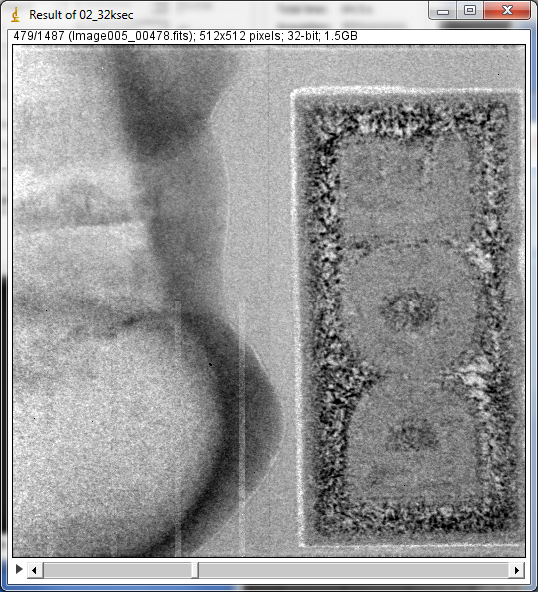 Result of 02_32ksec
479/1487 (Image005_00478.fits); 512x512 pixels; 32-bit; 1.5GB